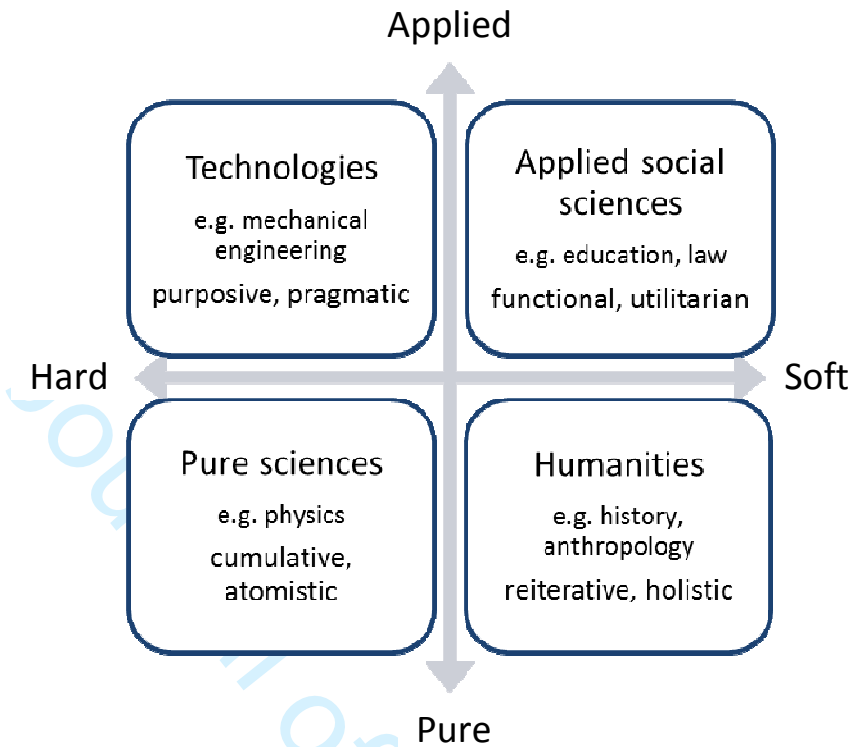 Applied
Technologies
e.g. mechanical
engineering
purposive, pragmatic
Applied social
sciences
e.g. education, law
functional, utilitarian
Hard
Soft
Pure sciences
e.g. physics
cumulative,
atomistic
Humanities
e.g. history,
anthropology
reiterative, holistic
Pure